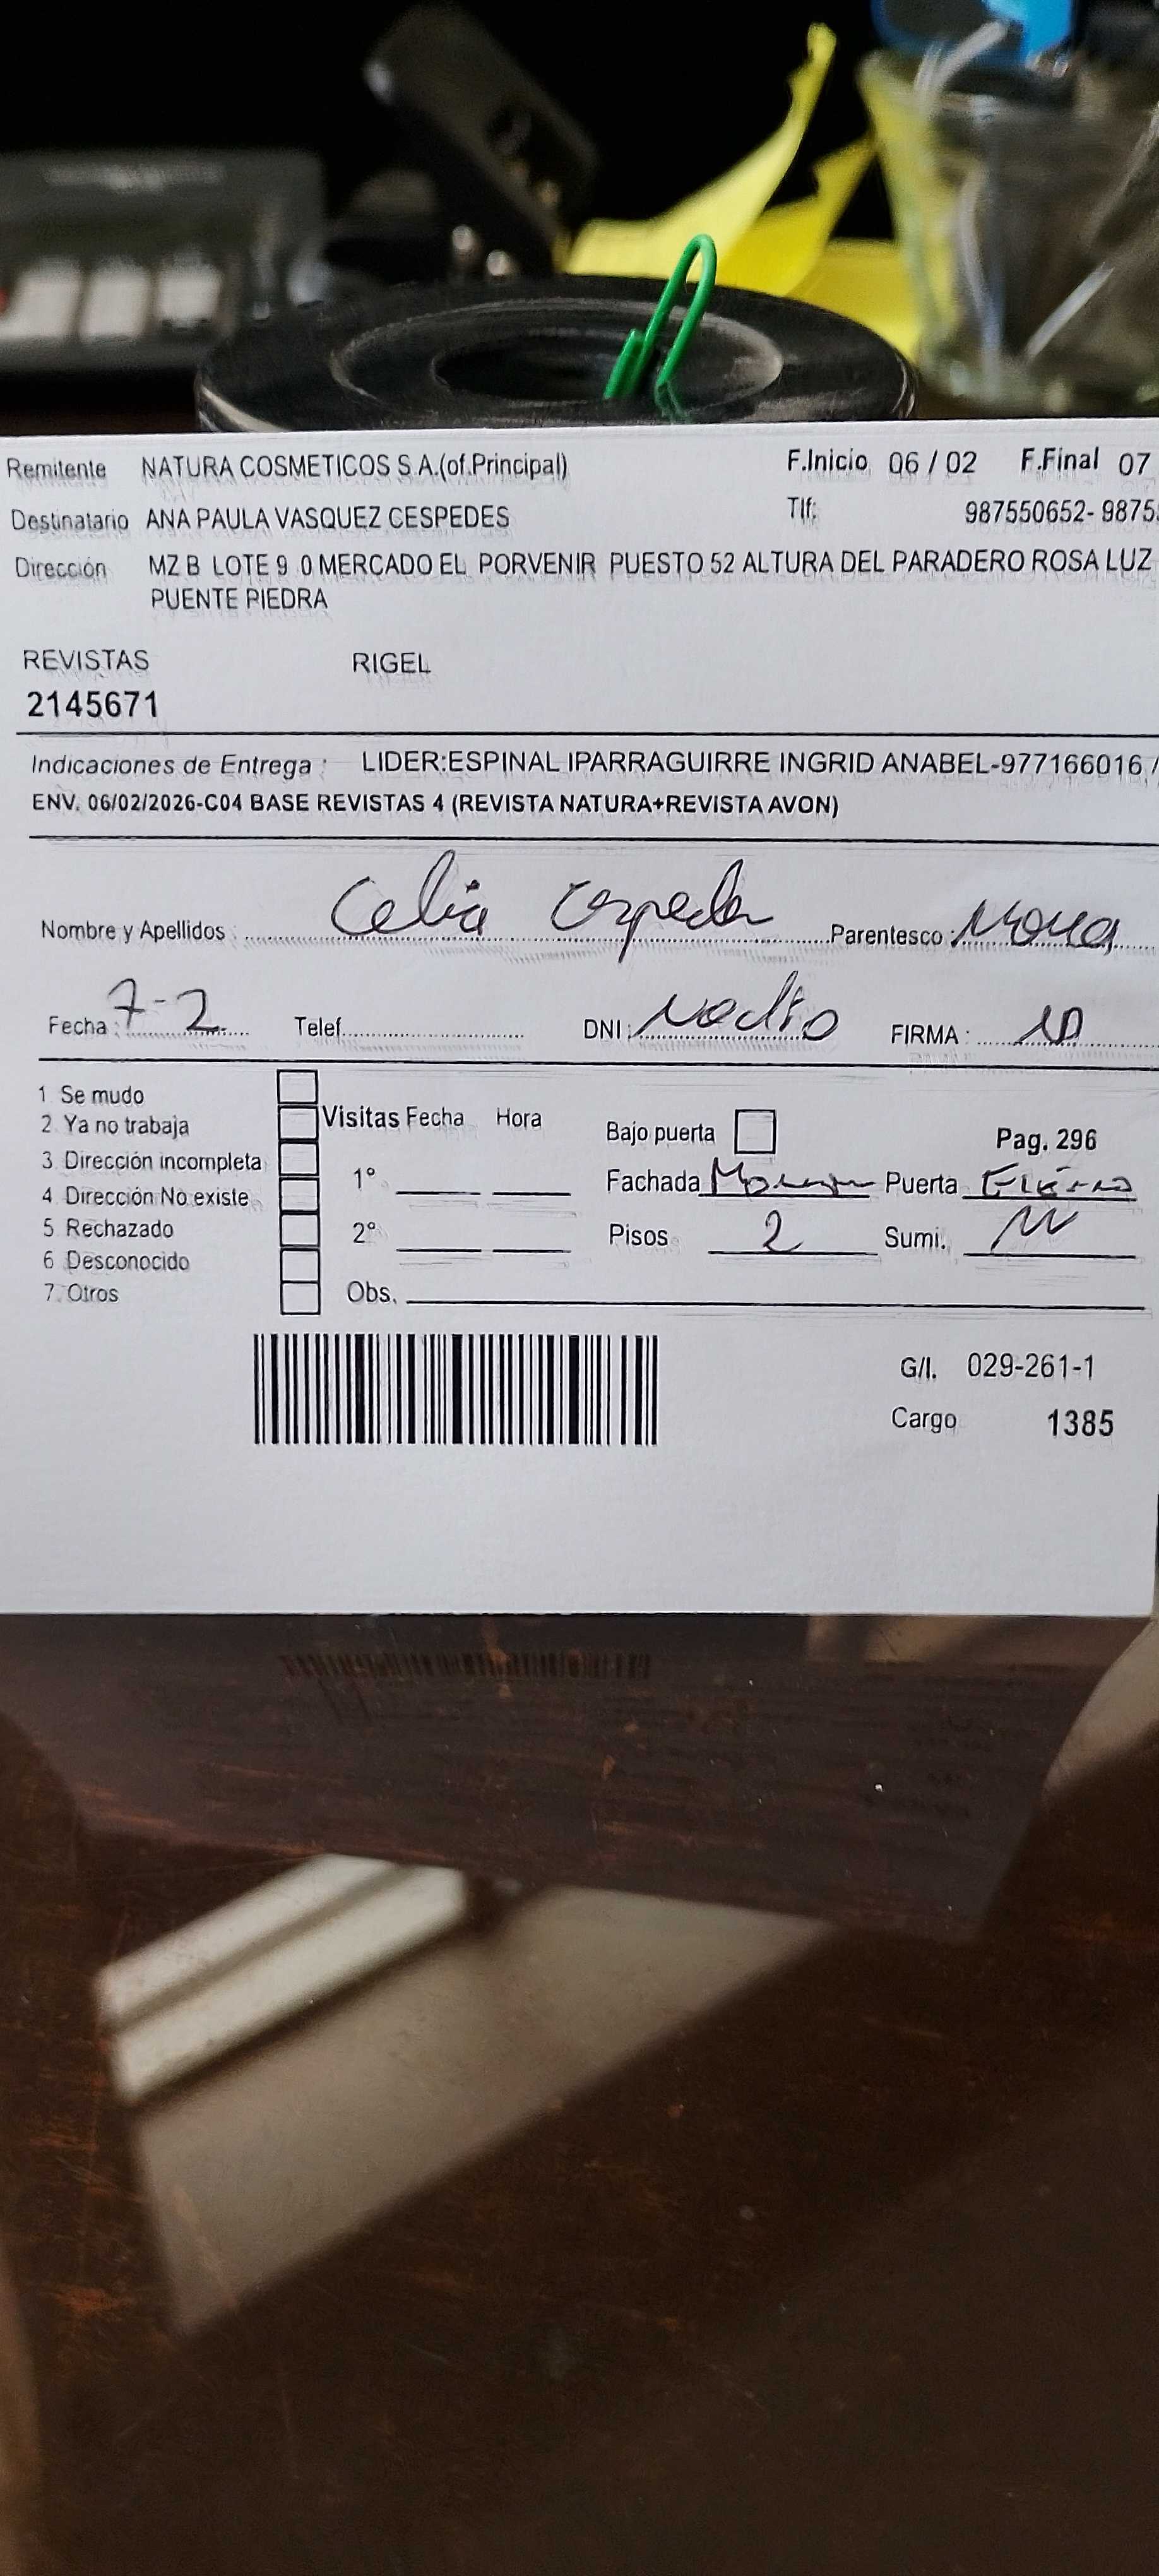 Remitente NATURA COSMETICOS S.A.(of.Principal) F.Inicio 06 / 02 F.Final 07
Destinatario ANA PAULA VASQUEZ CESPEDES Tlf: 987550652- 9875
Dirección MZ B LOTE 9 0 MERCADO EL PORVENIR PUESTO 52 ALTURA DEL PARADERO ROSA LUZ
PUENTE PIEDRA
REVISTAS RIGEL
2145671
Indicaciones de Entrega : LIDER:ESPINAL IPARRAGUIRRE INGRID ANABEL-977166016 /
ENV. 06/02/2026-C04 BASE REVISTAS 4 (REVISTA NATURA+REVISTA AVON)
Nombre y Apellidos : Celia Parentesco :
Fecha : 7-2 Telef. DNI : No dio FIRMA :
1 Se mudo
2 Ya no trabaja
3 Dirección incompleta
4 Dirección No existe
5 Rechazado
6 Desconocido
7. Otros
Visitas Fecha Hora
1°
2°
Obs.
Bajo puerta Pag. 296
Fachada Puerta
Pisos 2 Sumi.
G/I. 029-261-1
Cargo 1385